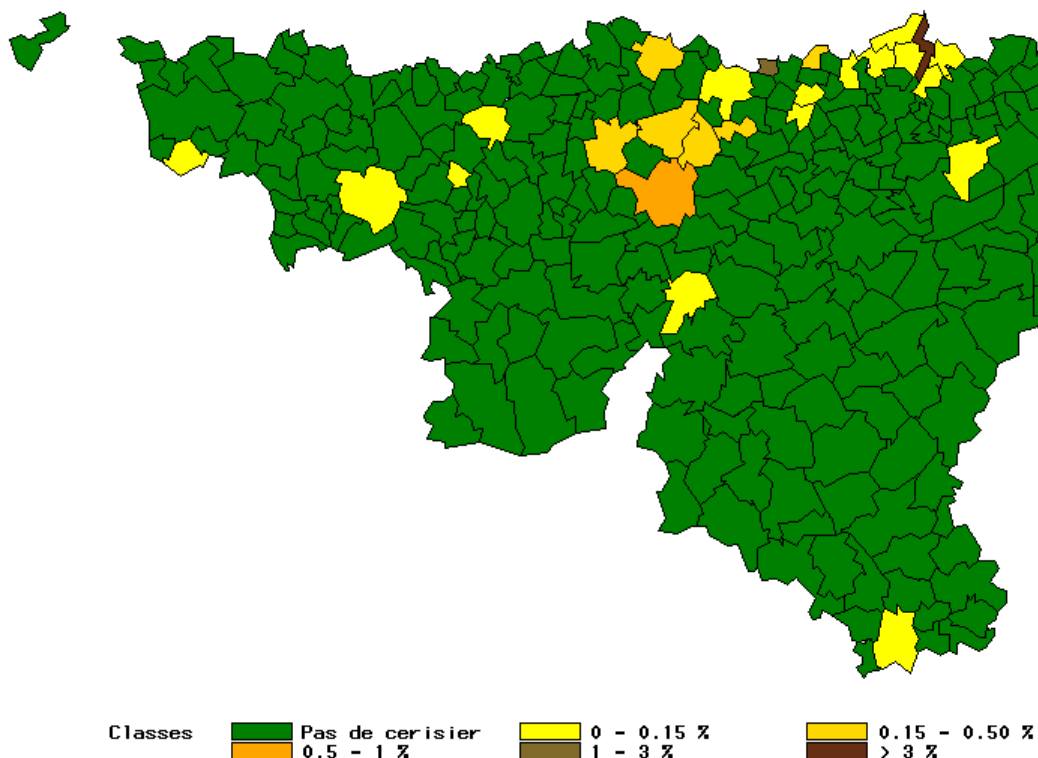 Classes Pas de cerisier 0 - 0.15 % 0.15 - 0.50 %
0.5 - 1 % 1 - 3 % > 3 %